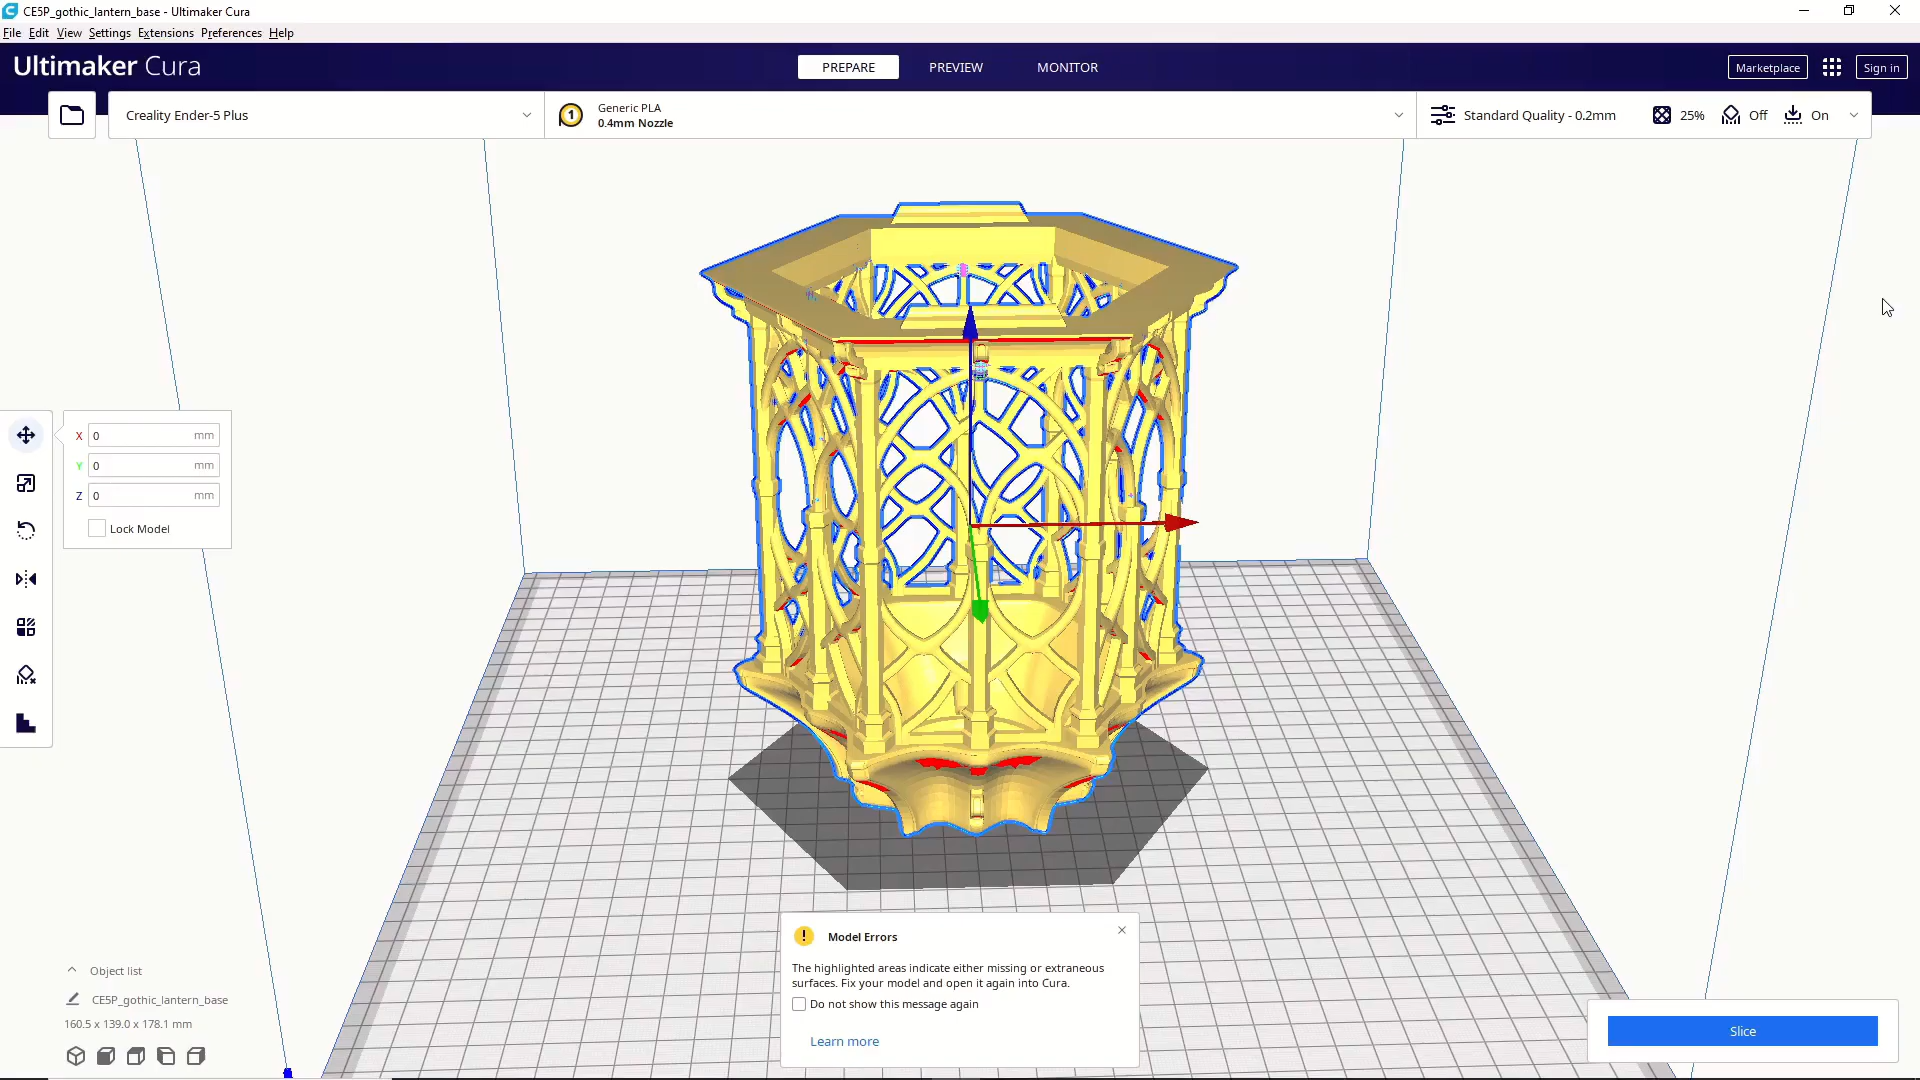 CE5P_gothic_lantern_base - Ultimaker Cura
File Edit View Settings Extensions Preferences Help
Ultimaker Cura
PREPARE PREVIEW MONITOR
Marketplace Sign in
Creality Ender-5 Plus
1
Generic PLA
0.4mm Nozzle
Standard Quality - 0.2mm 25% Off On
X 0 mm
Y 0 mm
Z 0 mm
Lock Model
Model Errors
The highlighted areas indicate either missing or extraneous
surfaces. Fix your model and open it again into Cura.
Do not show this message again
Learn more
Object list
CE5P_gothic_lantern_base
160.5 x 139.0 x 178.1 mm
Slice